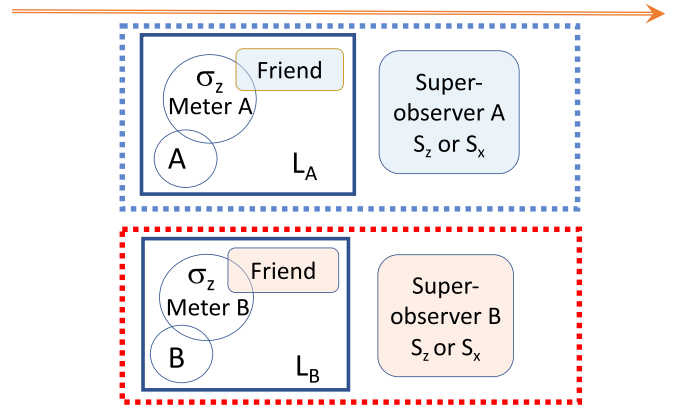 σz
Friend
Meter A
A
LA
Super-
observer A
Sz or Sx
σz
Friend
Meter B
B
LB
Super-
observer B
Sz or Sx